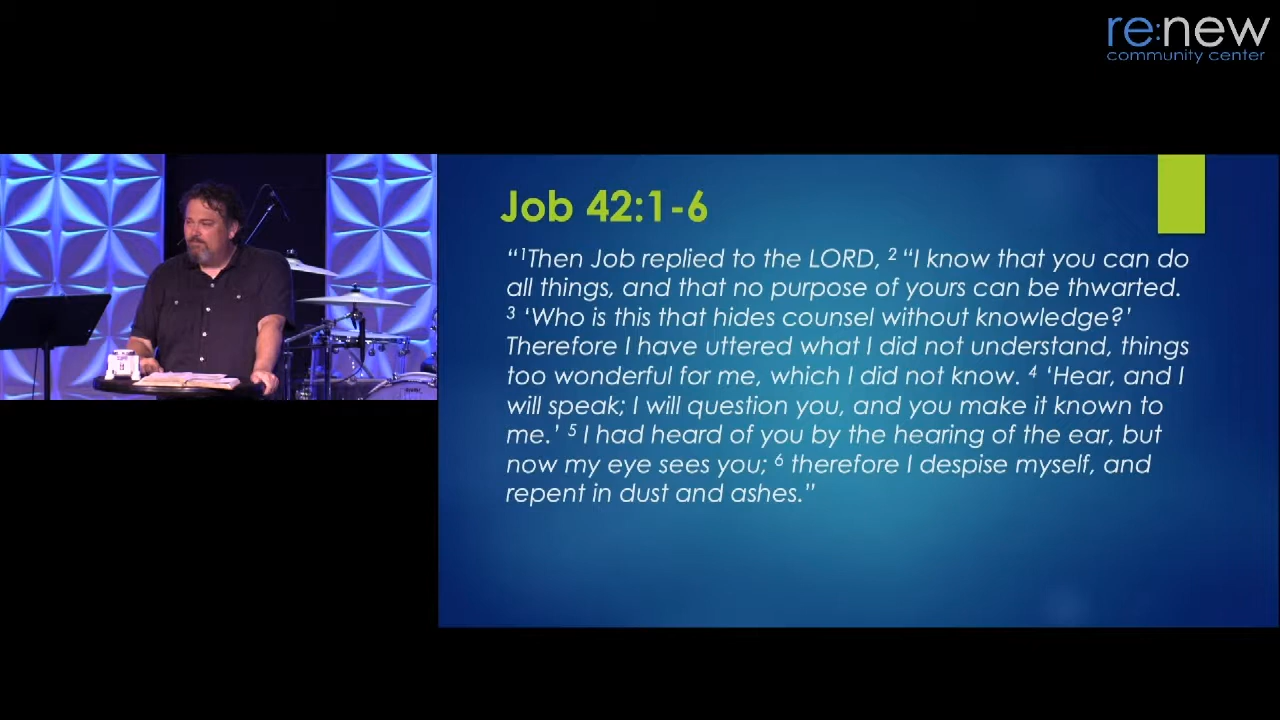 re:new
community center
Job 42:1-6
“¹Then Job replied to the LORD, ² “I know that you can do
all things, and that no purpose of yours can be thwarted.
³ ‘Who is this that hides counsel without knowledge?’
Therefore I have uttered what I did not understand, things
too wonderful for me, which I did not know. ⁴ ‘Hear, and I
will speak; I will question you, and you make it known to
me.’ ⁵ I had heard of you by the hearing of the ear, but
now my eye sees you; ⁶ therefore I despise myself, and
repent in dust and ashes.”